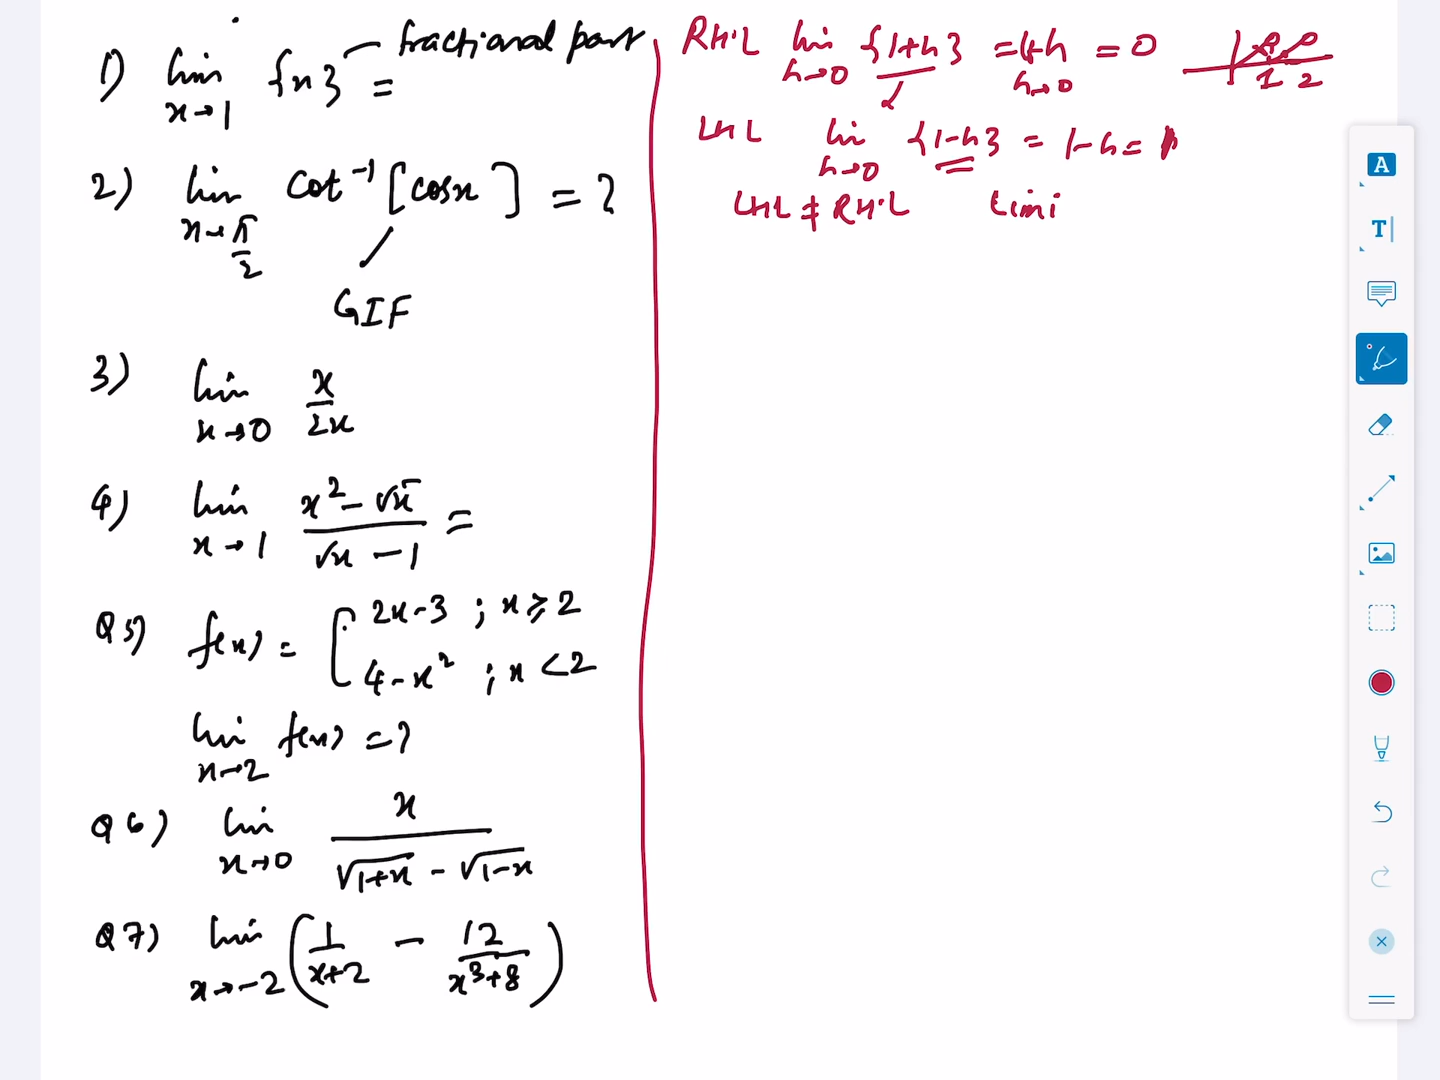 1) lim x→1 {x} = fractional part
2) lim x→π/2 cot⁻¹ [cosx] = ?
GIF
3) lim x→0 x/2x
4) lim x→1 (x² - √x)/(√x - 1) =
Q5) f(x) = { 2x-3 ; x ≥ 2
4-x² ; x < 2
lim x→2 f(x) = ?
Q6) lim x→0 x/(√1+x - √1-x)
Q7) lim x→-2 (1/(x+2) - 12/(x³+8))
RHL lim h→0 {1+h} = h h→0 = 0
1 2
LHL lim h→0 {1-h} = 1-h = 1
LHL ≠ RHL Limi
A
T